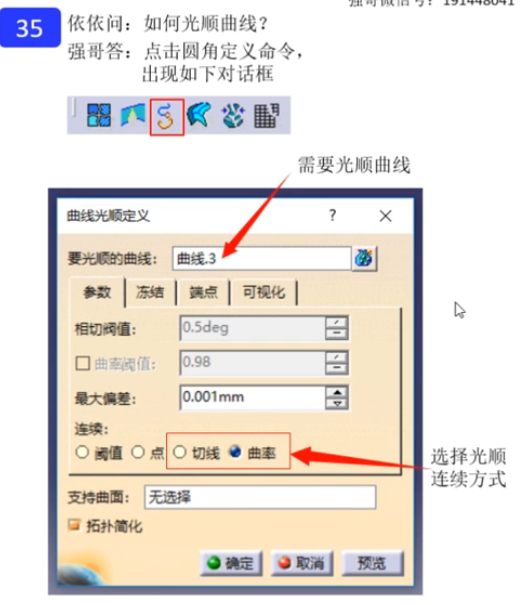 强哥微信号：191448641
35
依依问：如何光顺曲线？
强哥答：点击圆角定义命令，
出现如下对话框
需要光顺曲线
曲线光顺定义
?
×
要光顺的曲线：
曲线.3
参数
冻结
端点
可视化
相切阈值：
0.5deg
曲率阈值：
0.98
最大偏差：
0.001mm
连续：
阈值 点 切线 曲率
选择光顺
连续方式
支持曲面：
无选择
拓扑简化
确定
取消
预览